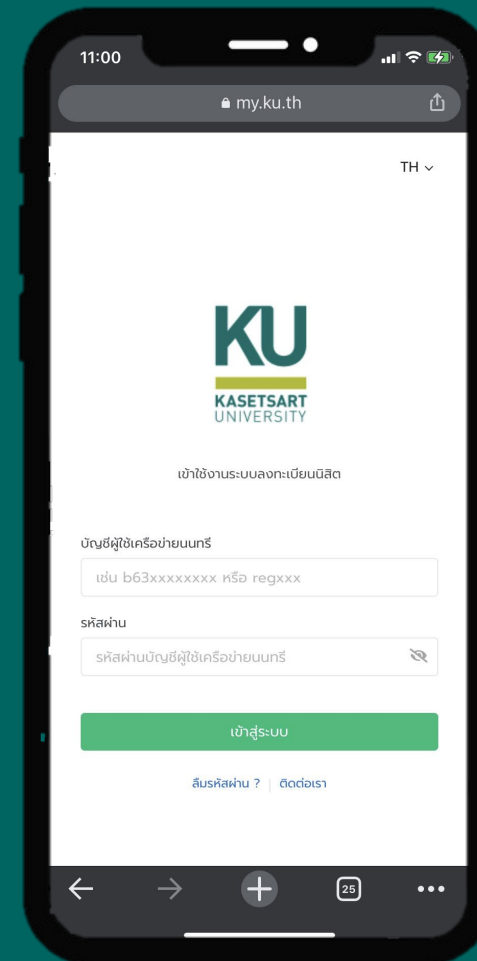 11:00
my.ku.th
TH
KU
KASETSART
UNIVERSITY
เข้าใช้งานระบบลงทะเบียนนิสิต
บัญชีผู้ใช้เครือข่ายนนทรี
เช่น b63xxxxxxxx หรือ regxxx
รหัสผ่าน
รหัสผ่านบัญชีผู้ใช้เครือข่ายนนทรี
เข้าสู่ระบบ
ลืมรหัสผ่าน ? | ติดต่อเรา
25